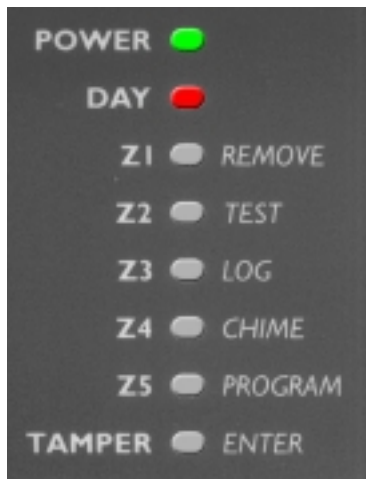 POWER
DAY
Z1 REMOVE
Z2 TEST
Z3 LOG
Z4 CHIME
Z5 PROGRAM
TAMPER ENTER